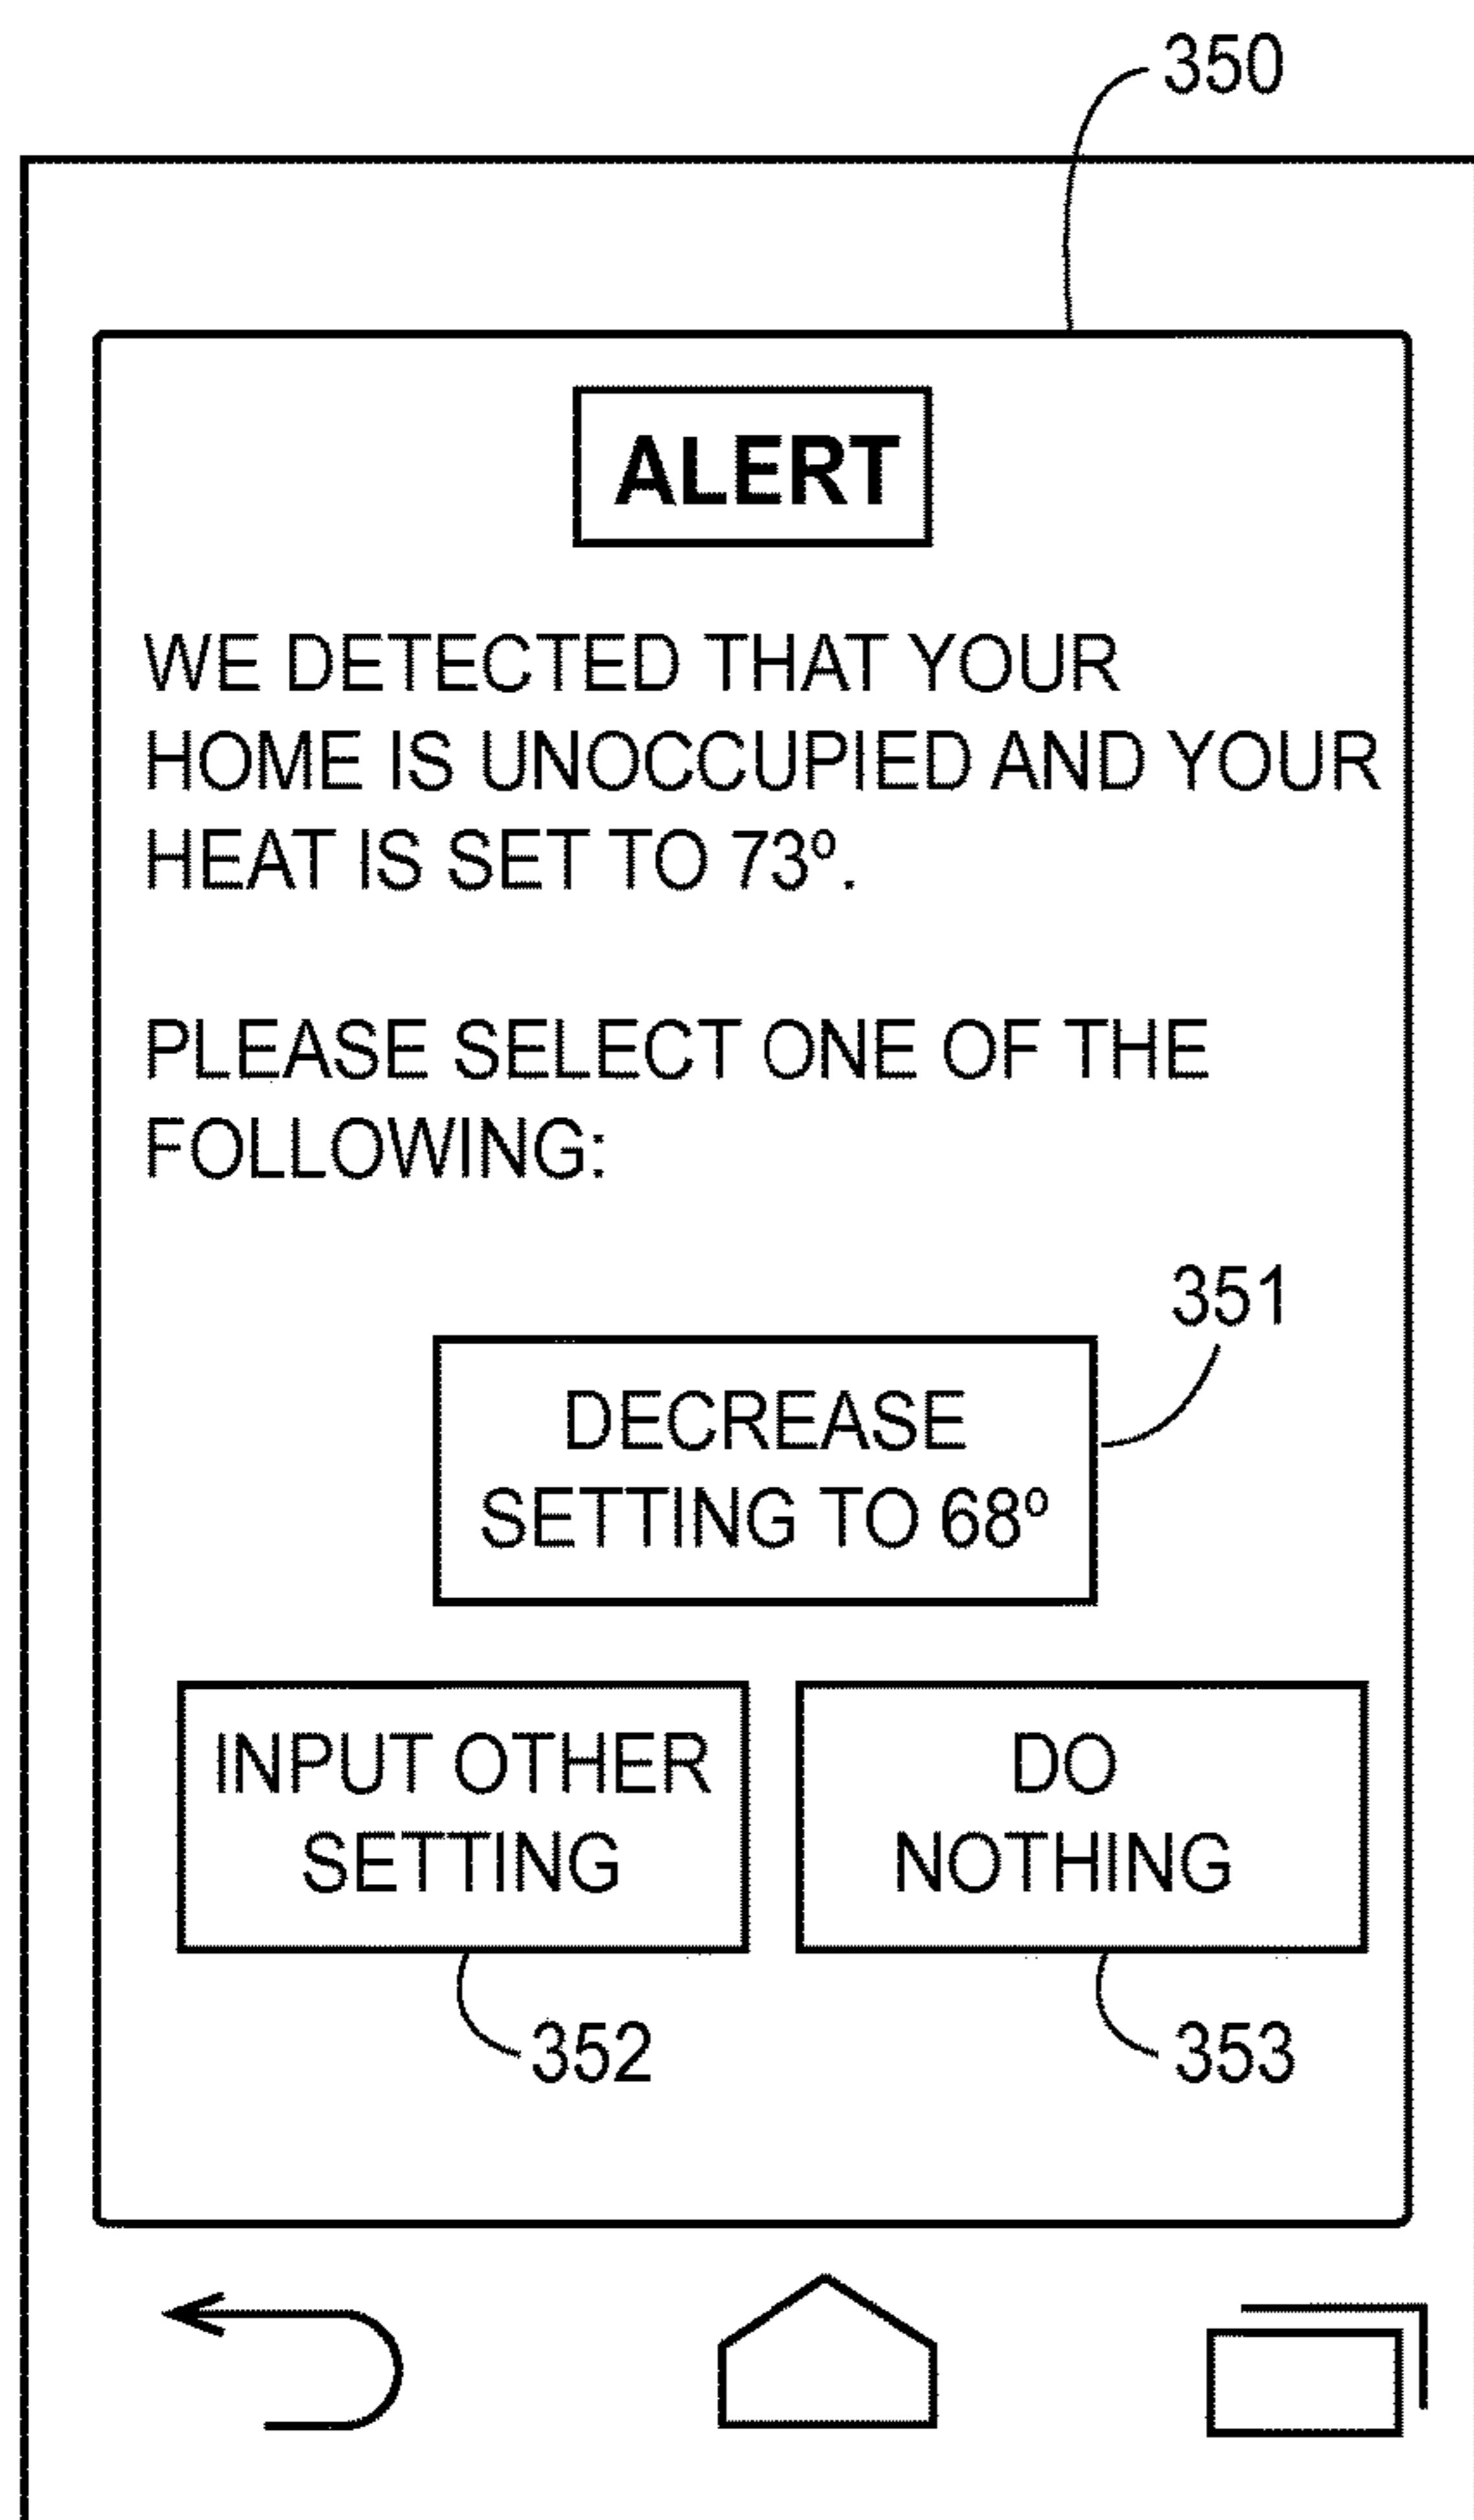 350
ALERT
WE DETECTED THAT YOUR
HOME IS UNOCCUPIED AND YOUR
HEAT IS SET TO 73º.
PLEASE SELECT ONE OF THE
FOLLOWING:
351
DECREASE
SETTING TO 68º
INPUT OTHER
SETTING
DO
NOTHING
352
353